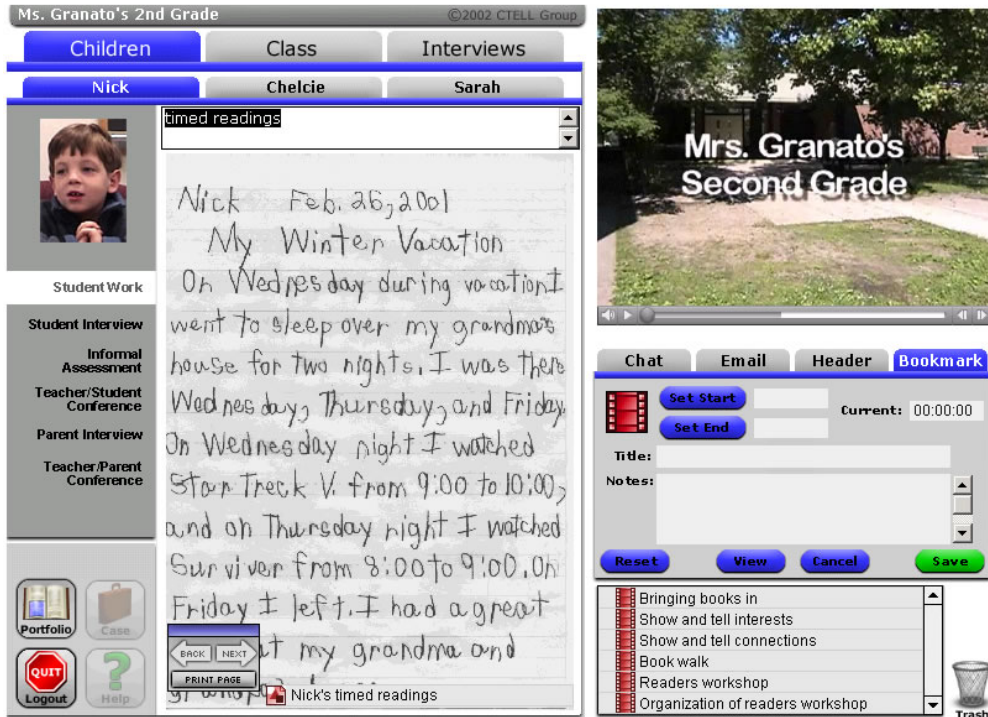 Ms. Granato's 2nd Grade
©2002 CTELL Group
Children
Class
Interviews
Nick
Chelcie
Sarah
timed readings
Student Work
Student Interview
Informal
Assessment
Teacher/Student
Conference
Parent Interview
Teacher/Parent
Conference
Portfolio
Case
QUIT
Logout
Help
Nick Feb. 26, 2001
My Winter Vacation
On Wednesday during vacation I
went to sleep over my grandma's
house for two nights. I was there
Wednesday, Thursday, and Friday.
On Wednesday night I watched
Star Treck V. from 9:00 to 10:00,
and on Thursday night I watched
Surviver from 8:00 to 9:00. On
Friday I left. I had a great
at my grandma and
BACK
NEXT
PRINT PAGE
Nick's timed readings
Mrs. Granato's
Second Grade
Chat
Email
Header
Bookmark
Set Start
Set End
Current: 00:00:00
Title:
Notes:
Reset
View
Cancel
Save
Bringing books in
Show and tell interests
Show and tell connections
Book walk
Readers workshop
Organization of readers workshop
Trash